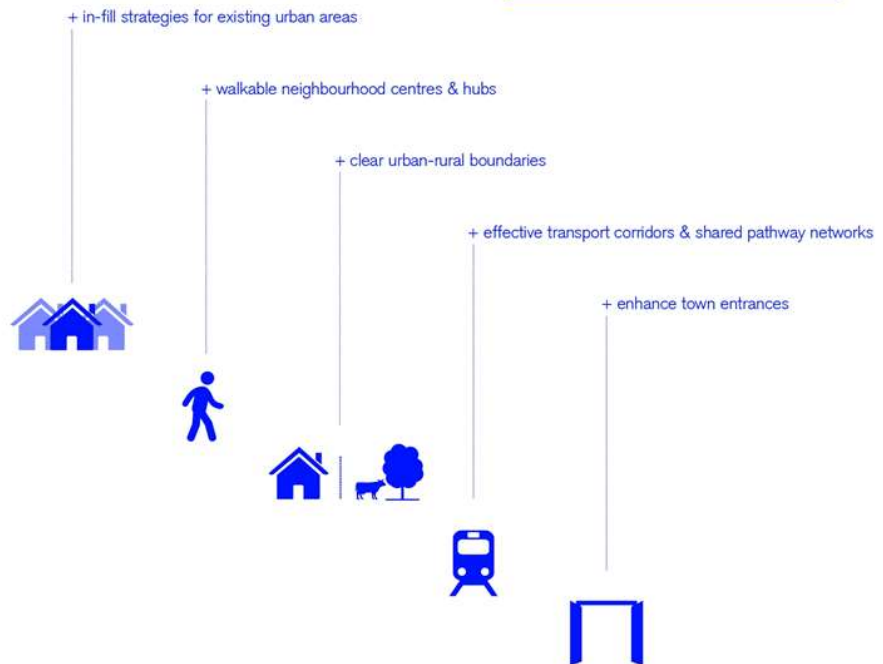 + in-fill strategies for existing urban areas
+ walkable neighbourhood centres & hubs
+ clear urban-rural boundaries
+ effective transport corridors & shared pathway networks
+ enhance town entrances